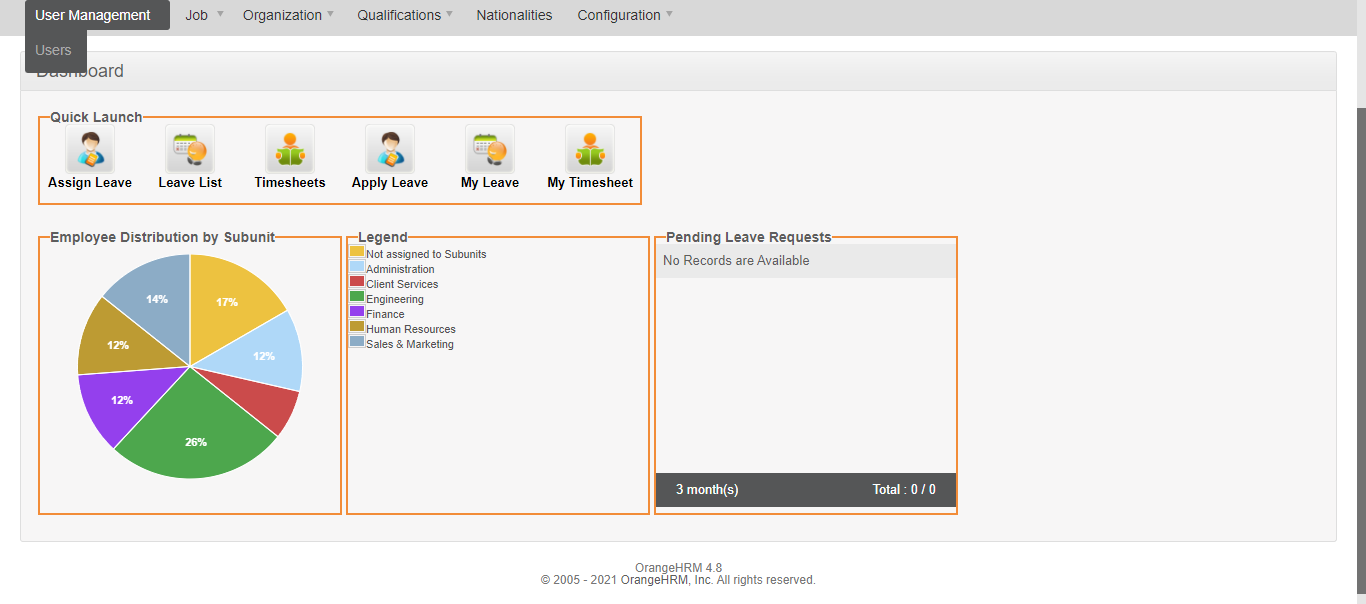 User Management Job Organization Qualifications Nationalities Configuration
Users
Dashboard
Quick Launch
Assign Leave Leave List Timesheets Apply Leave My Leave My Timesheet
Employee Distribution by Subunit
17%
14%
12%
12%
12%
26%
Legend
Not assigned to Subunits
Administration
Client Services
Engineering
Finance
Human Resources
Sales & Marketing
Pending Leave Requests
No Records are Available
3 month(s) Total : 0 / 0
OrangeHRM 4.8
© 2005 - 2021 OrangeHRM, Inc. All rights reserved.